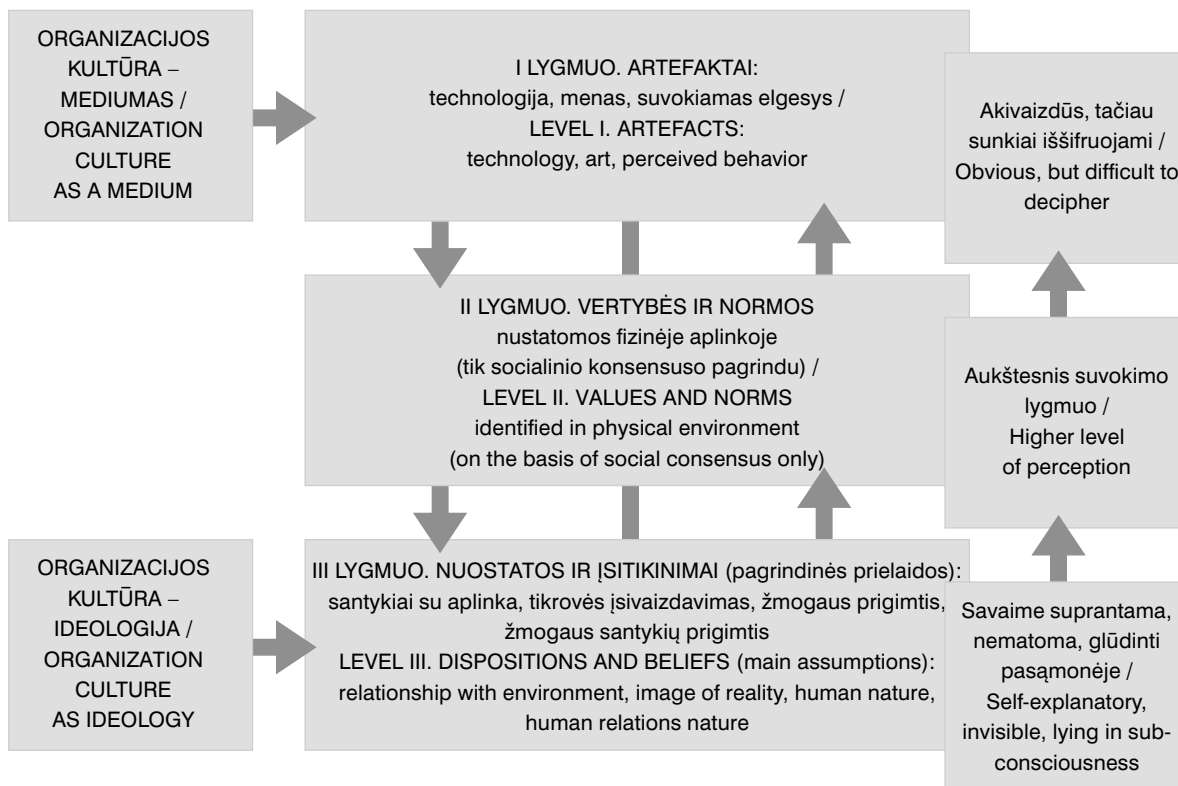 ORGANIZACIJOS
KULTŪRA –
MEDIUMAS /
ORGANIZATION
CULTURE
AS A MEDIUM
I LYGMUO. ARTEFAKTAI:
technologija, menas, suvokiamas elgesys /
LEVEL I. ARTEFACTS:
technology, art, perceived behavior
Akivaizdūs, tačiau
sunkiai iššifruojami /
Obvious, but difficult to
decipher
II LYGMUO. VERTYBĖS IR NORMOS
nustatomos fizinėje aplinkoje
(tik socialinio konsensuso pagrindu) /
LEVEL II. VALUES AND NORMS
identified in physical environment
(on the basis of social consensus only)
Aukštesnis suvokimo
lygmuo /
Higher level
of perception
ORGANIZACIJOS
KULTŪRA –
IDEOLOGIJA /
ORGANIZATION
CULTURE
AS IDEOLOGY
III LYGMUO. NUOSTATOS IR ĮSITIKINIMAI (pagrindinės prielaidos):
santykiai su aplinka, tikrovės įsivaizdavimas, žmogaus prigimtis,
žmogaus santykių prigimtis
LEVEL III. DISPOSITIONS AND BELIEFS (main assumptions):
relationship with environment, image of reality, human nature,
human relations nature
Savaime suprantama,
nematoma, glūdinti
pasąmonėje /
Self-explanatory,
invisible, lying in sub-
consciousness